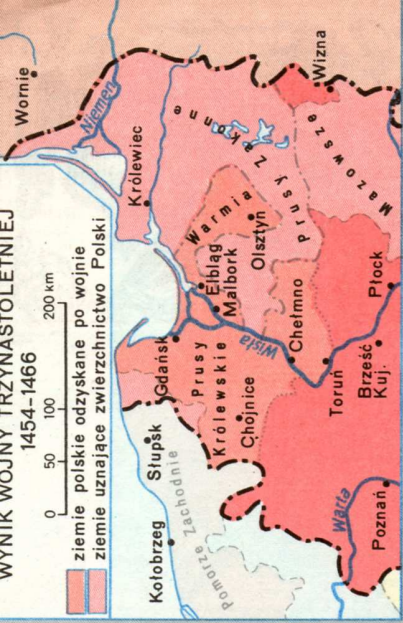 WYNIK WOJNY TRZYNASTOLETNIEJ
1454–1466
0 50 100 200 km
ziemie polskie odzyskane po wojnie
ziemie uznające zwierzchnictwo Polski
Wornie
Niemen
Królewiec
Prusy Zakonne
Wizna
Mazowsze
Warmia
Olsztyn
Elbląg
Malbork
Gdańsk
Prusy
Królewskie
Chojnice
Wisła
Chełmno
Toruń
Płock
Brześć
Kuj.
Słupsk
Kołobrzeg
Pomorze Zachodnie
Warta
Poznań